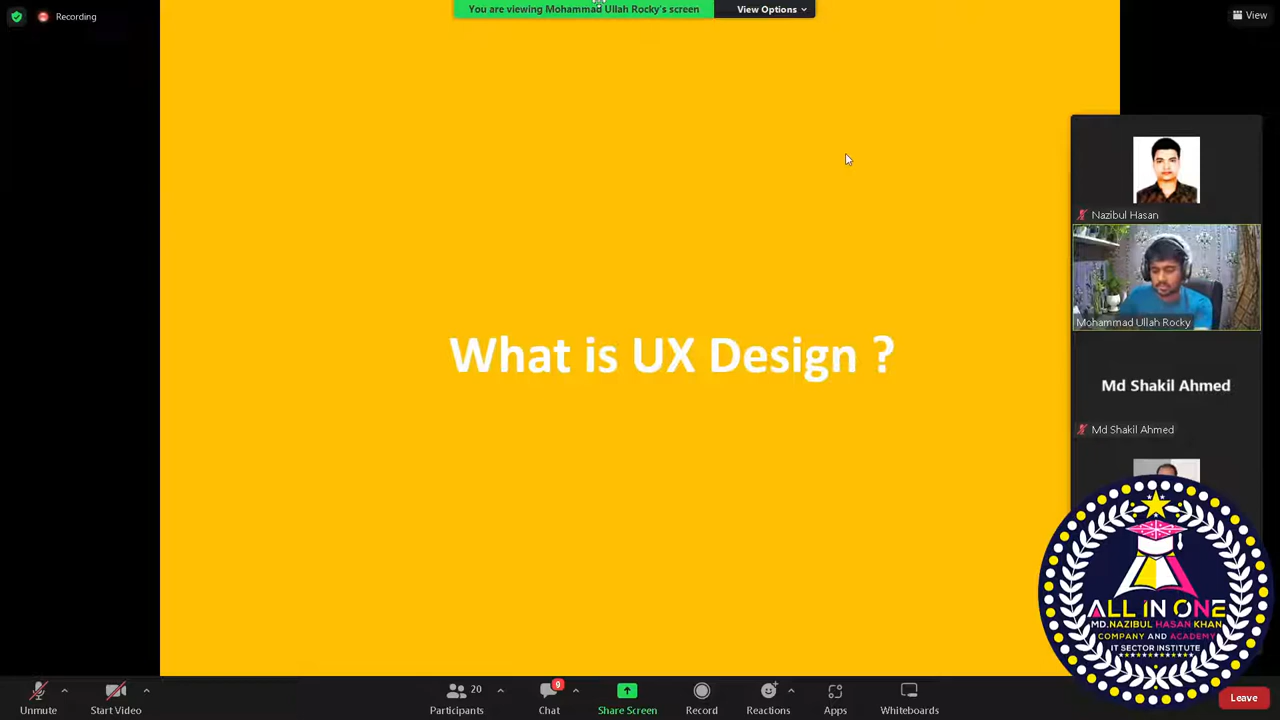 Recording
You are viewing Mohammad Ullah Rocky's screen
View Options
View
Nazibul Hasan
Mohammad Ullah Rocky
Md Shakil Ahmed
Md Shakil Ahmed
What is UX Design ?
ALL IN ONE
MD.NAZIBUL HASAN KHAN
COMPANY AND ACADEMY
IT SECTOR INSTITUTE
Unmute
Start Video
20
Participants
9
Chat
Share Screen
Record
Reactions
Apps
Whiteboards
Leave